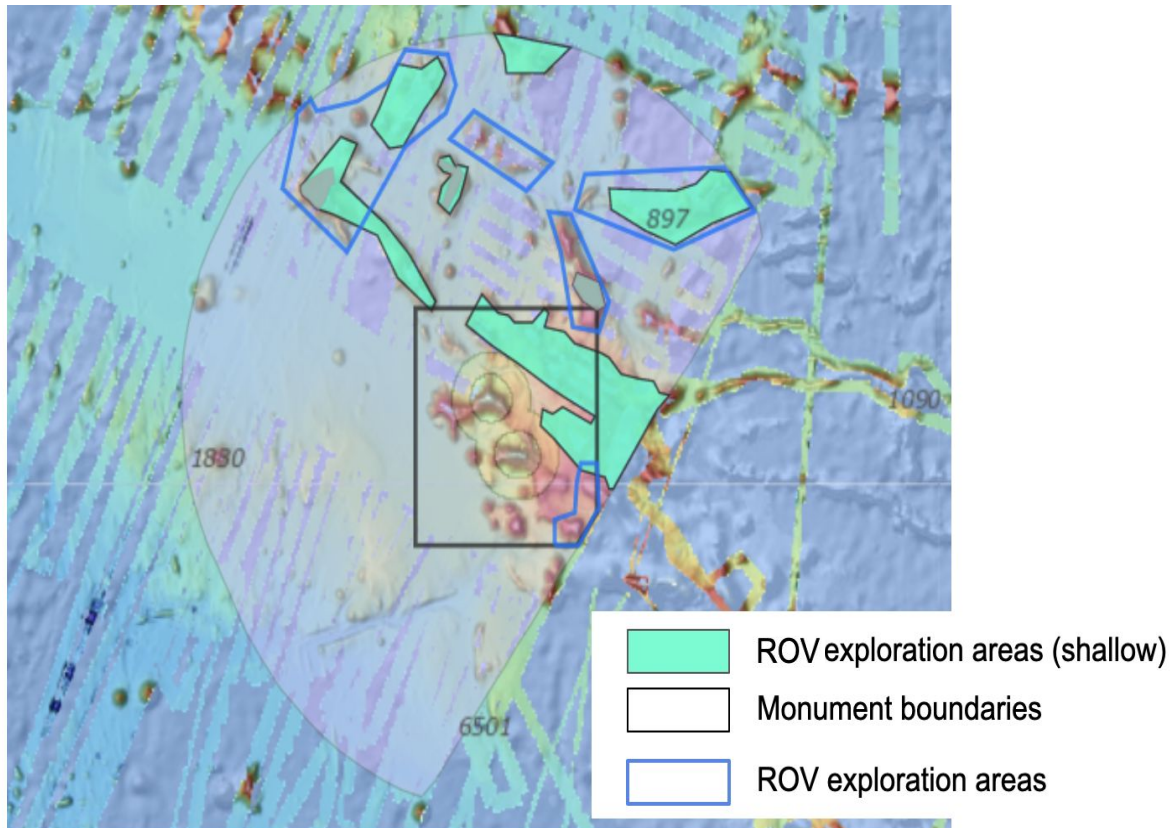 897
1090
1830
6501
ROV exploration areas (shallow)
Monument boundaries
ROV exploration areas